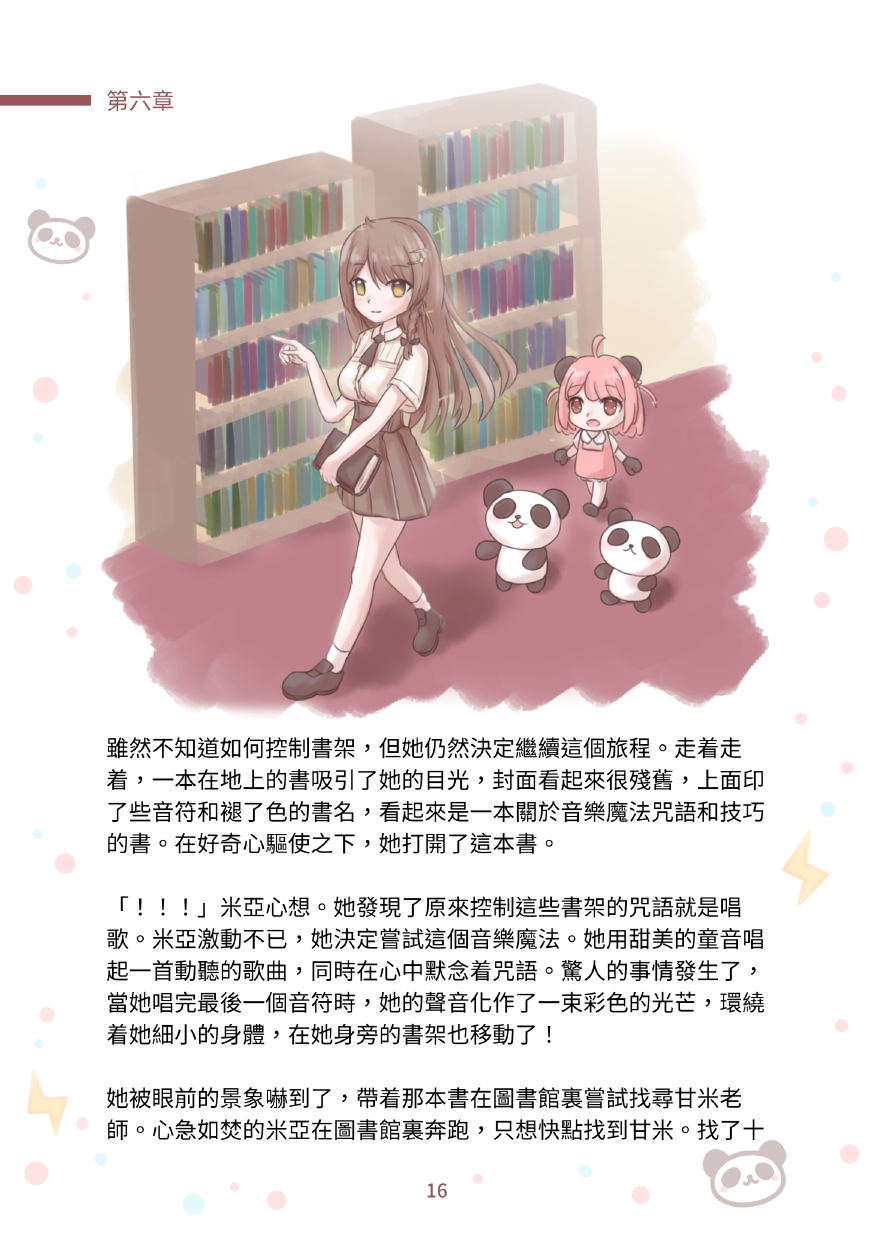 第六章
雖然不知道如何控制書架，但她仍然決定繼續這個旅程。走着走
着，一本在地上的書吸引了她的目光，封面看起來很殘舊，上面印
了些音符和褪了色的書名，看起來是一本關於音樂魔法咒語和技巧
的書。在好奇心驅使之下，她打開了這本書。
「！！！」米亞心想。她發現了原來控制這些書架的咒語就是唱
歌。米亞激動不已，她決定嘗試這個音樂魔法。她用甜美的童音唱
起一首動聽的歌曲，同時在心中默念着咒語。驚人的事情發生了，
當她唱完最後一個音符時，她的聲音化作了一束彩色的光芒，環繞
着她細小的身體，在她身旁的書架也移動了！
她被眼前的景象嚇到了，帶着那本書在圖書館裏嘗試找尋甘米老
師。心急如焚的米亞在圖書館裏奔跑，只想快點找到甘米。找了十
16